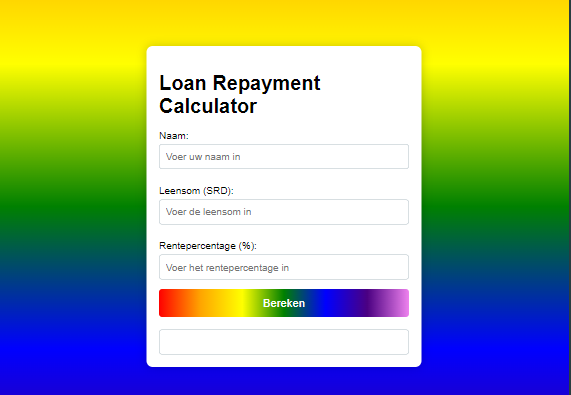 Loan Repayment
Calculator
Naam:
Voer uw naam in
Leensom (SRD):
Voer de leensom in
Rentepercentage (%):
Voer het rentepercentage in
Bereken